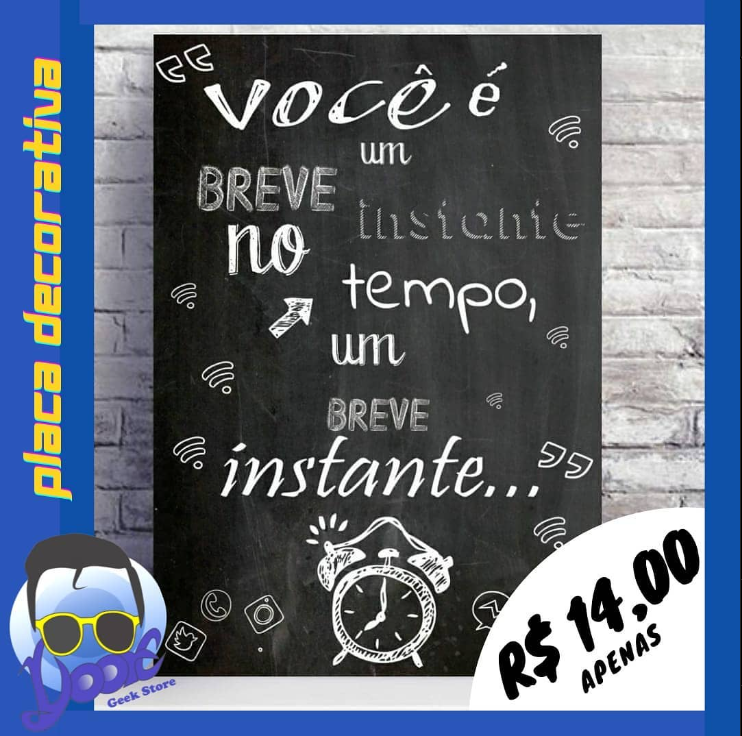 placa decorativa
você é
um
BREVE instante
no
tempo,
um
BREVE
instante...
R$ 14,00
APENAS
Geek Store